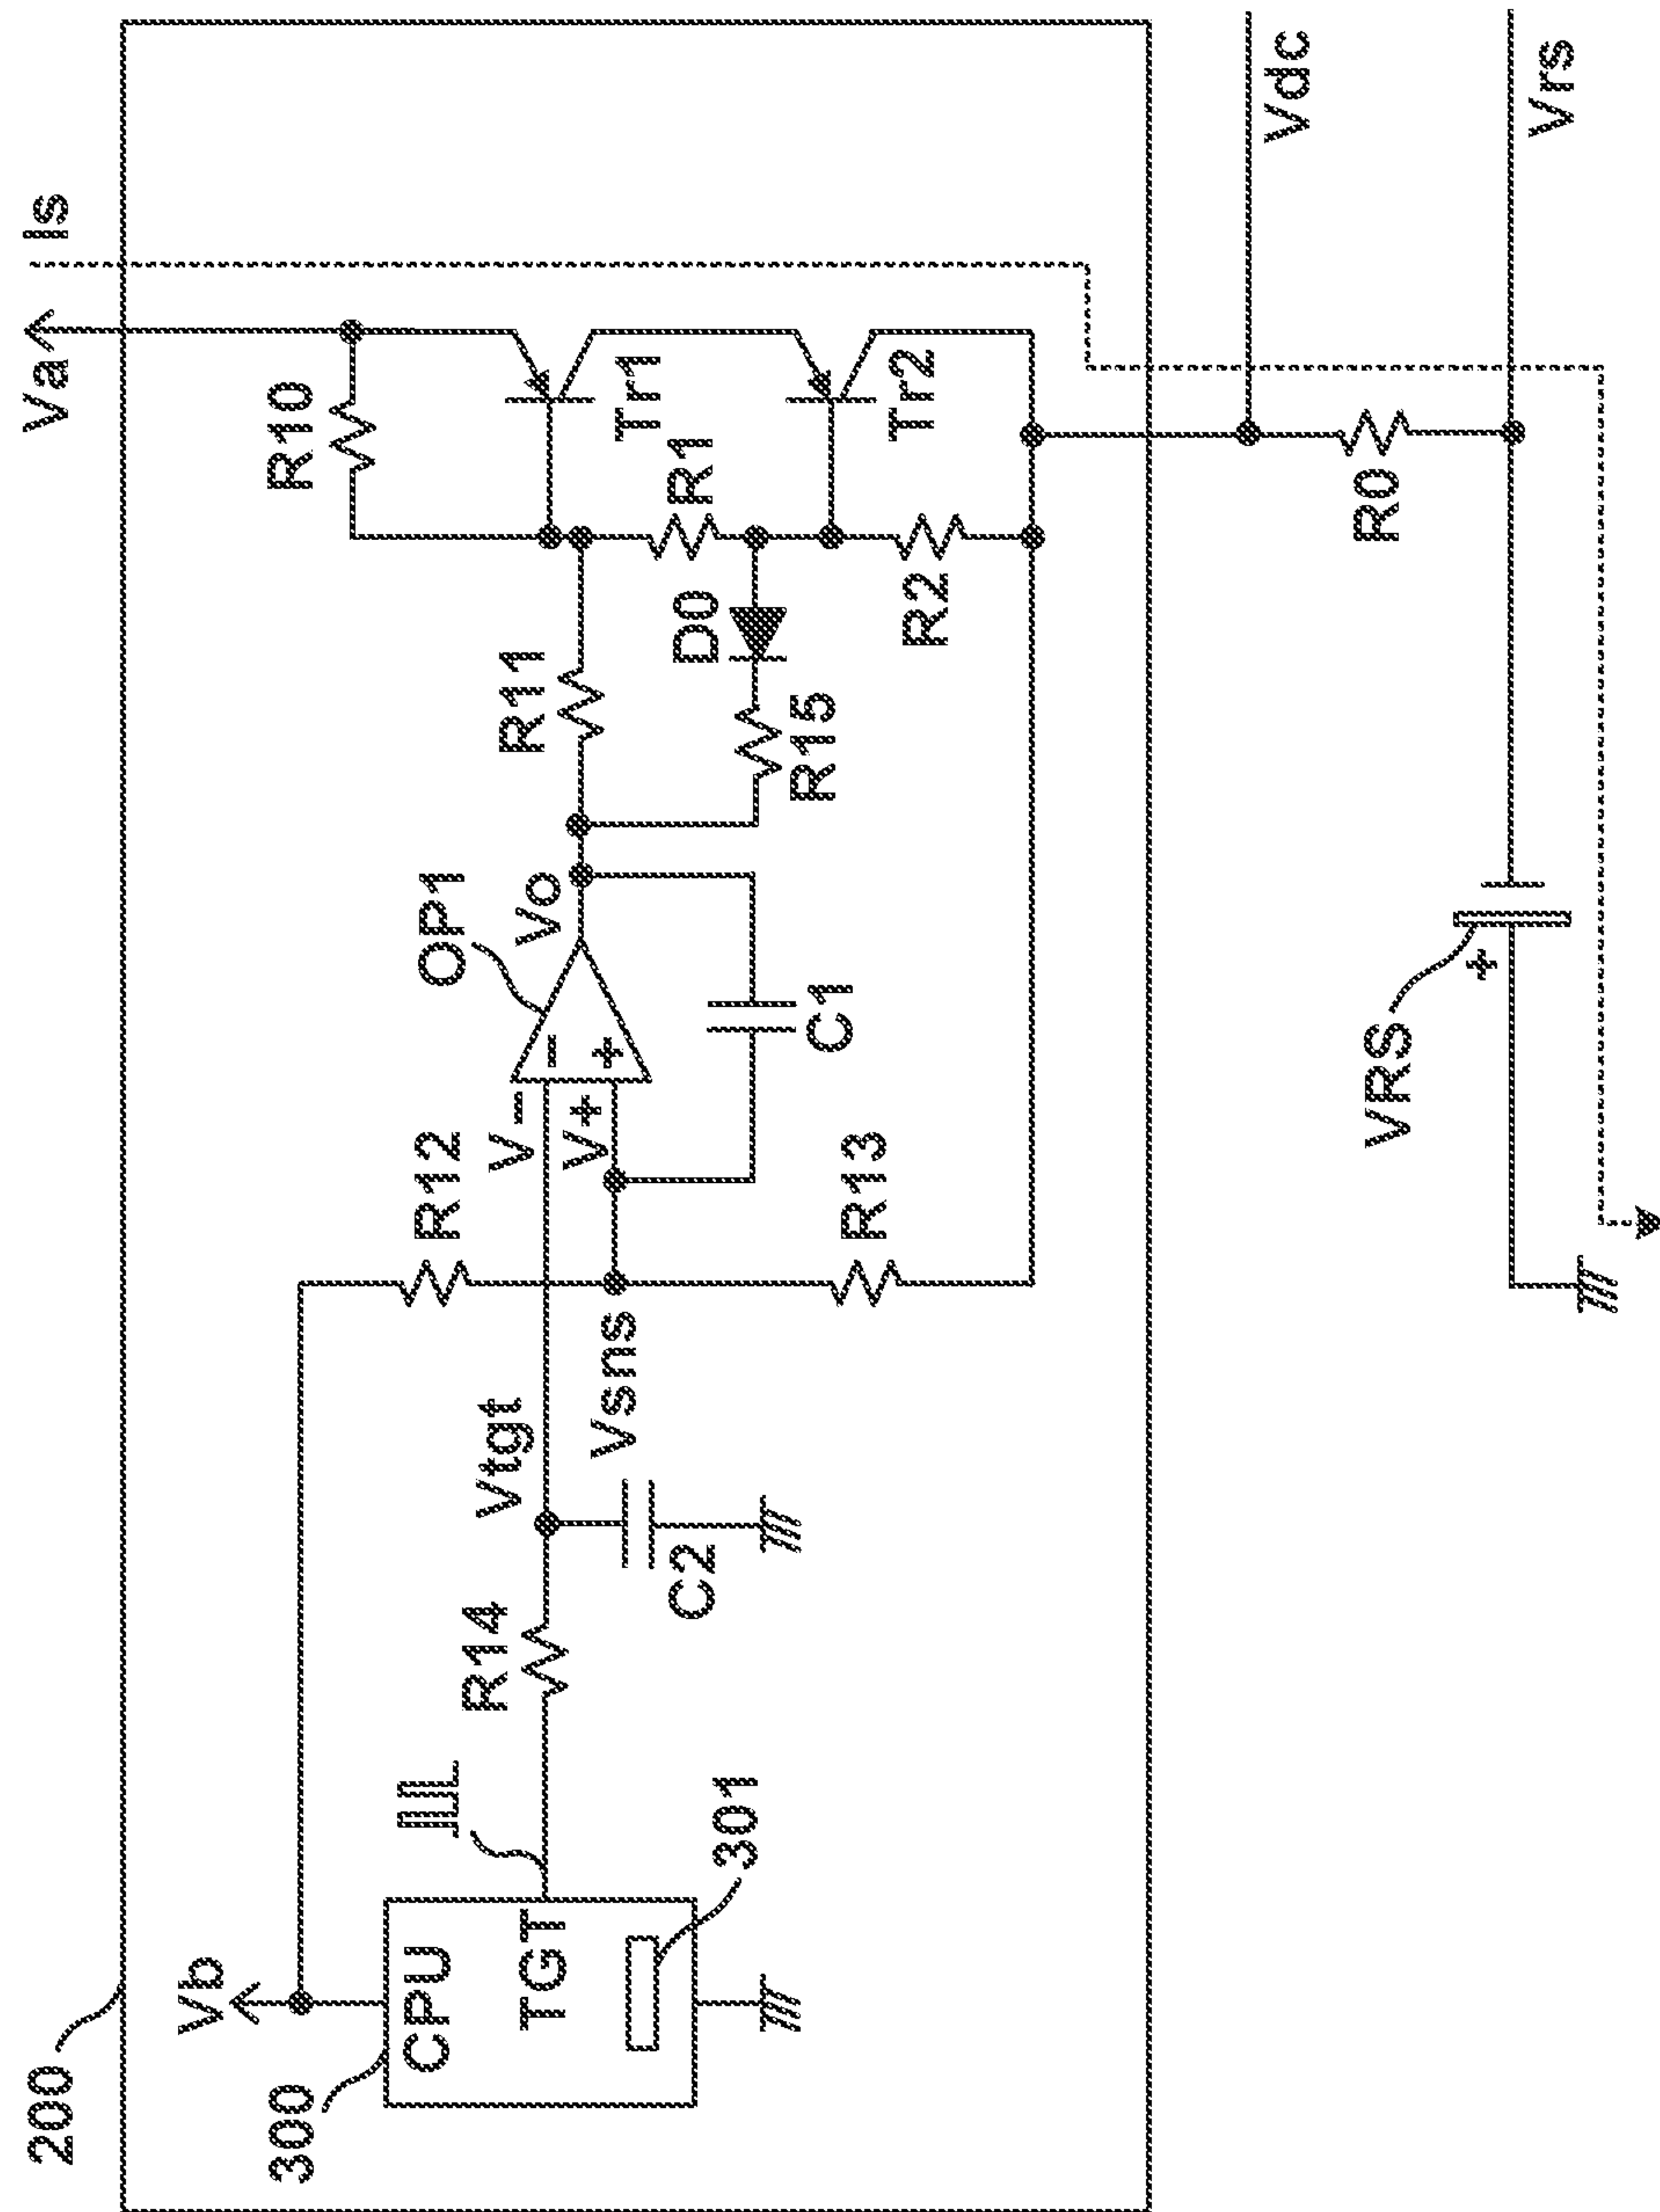 200
300
Vb
CPU
TGT
301
R14
Vtgt
C2
Vsns
R12
R13
V−
V+
−
+
OP1
Vo
C1
R11
R15
D0
R10
R1
R2
Tr1
Tr2
Va
Is
Vdc
R0
VRS
+
Vrs